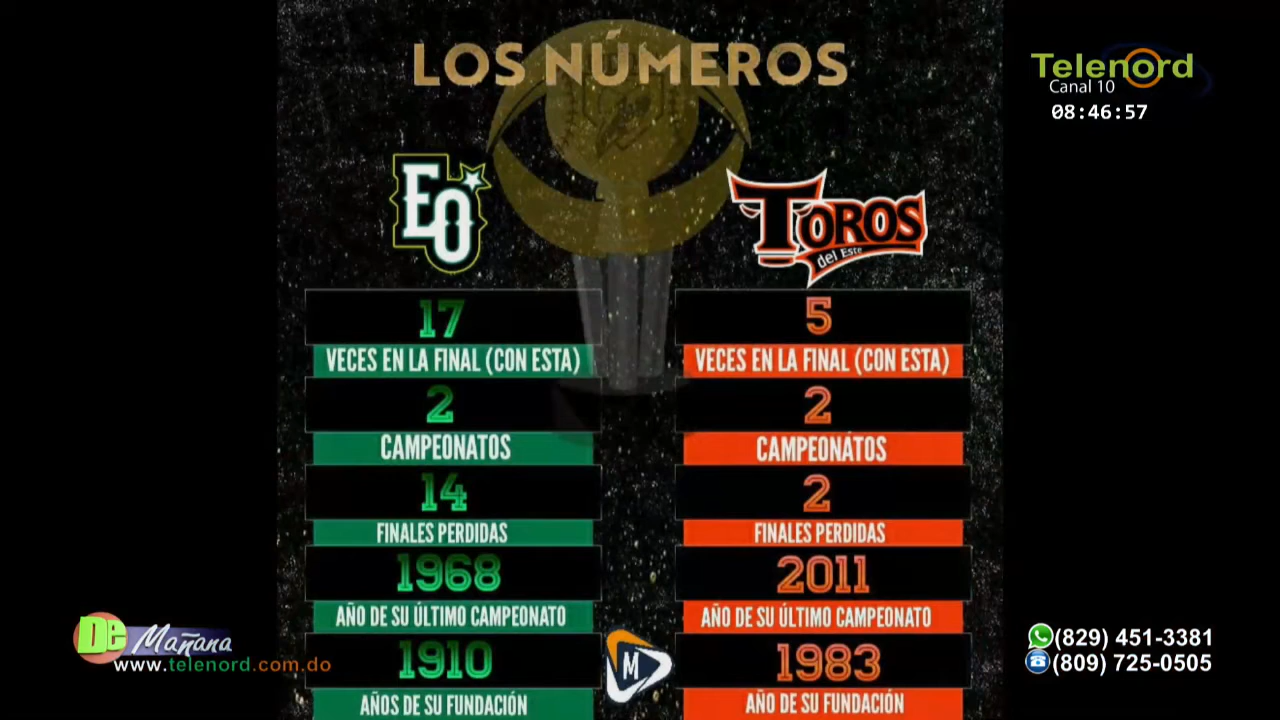 LOS NÚMEROS
Telenord
Canal 10
08:46:57
EO
TOROS
del Este
17
VECES EN LA FINAL (CON ESTA)
2
CAMPEONATOS
14
FINALES PERDIDAS
1968
AÑO DE SU ÚLTIMO CAMPEONATO
1910
AÑOS DE SU FUNDACIÓN
5
VECES EN LA FINAL (CON ESTA)
2
CAMPEONATOS
2
FINALES PERDIDAS
2011
AÑO DE SU ÚLTIMO CAMPEONATO
1983
AÑO DE SU FUNDACIÓN
M
De Mañana
www.telenord.com.do
(829) 451-3381
(809) 725-0505